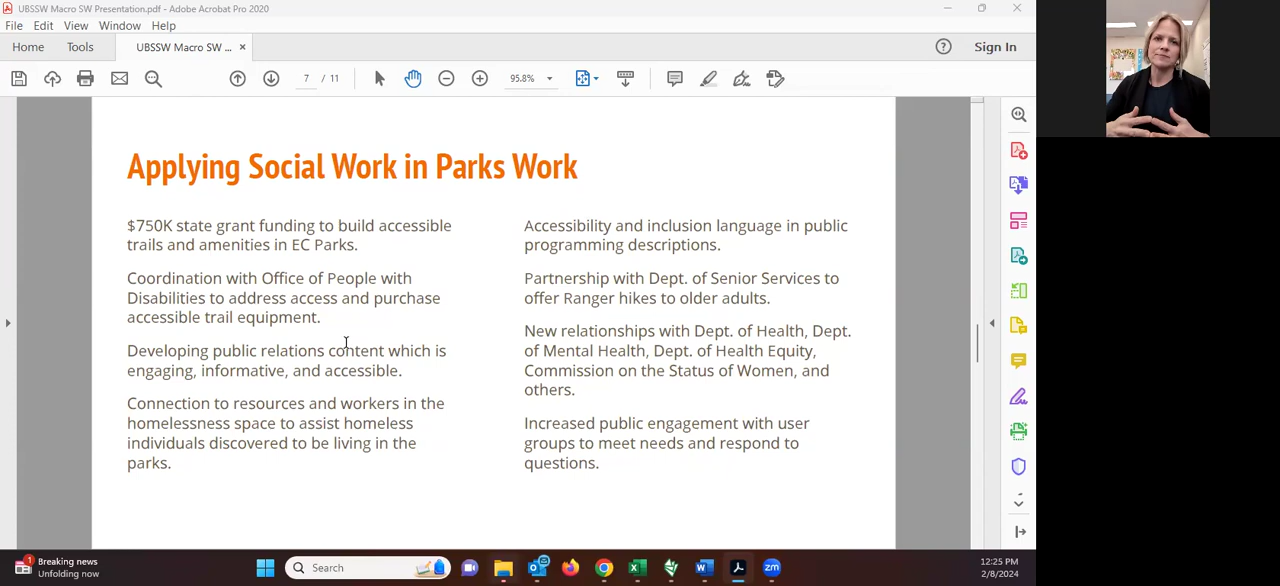 UBSSW Macro SW Presentation.pdf - Adobe Acrobat Pro 2020
File Edit View Window Help
Home Tools UBSSW Macro SW ... × Sign In
7 / 11 95.8%
Applying Social Work in Parks Work
$750K state grant funding to build accessible
trails and amenities in EC Parks.
Coordination with Office of People with
Disabilities to address access and purchase
accessible trail equipment.
Developing public relations content which is
engaging, informative, and accessible.
Connection to resources and workers in the
homelessness space to assist homeless
individuals discovered to be living in the
parks.
Accessibility and inclusion language in public
programming descriptions.
Partnership with Dept. of Senior Services to
offer Ranger hikes to older adults.
New relationships with Dept. of Health, Dept.
of Mental Health, Dept. of Health Equity,
Commission on the Status of Women, and
others.
Increased public engagement with user
groups to meet needs and respond to
questions.
1
Breaking news
Unfolding now
Search
zm
12:25 PM
2/8/2024